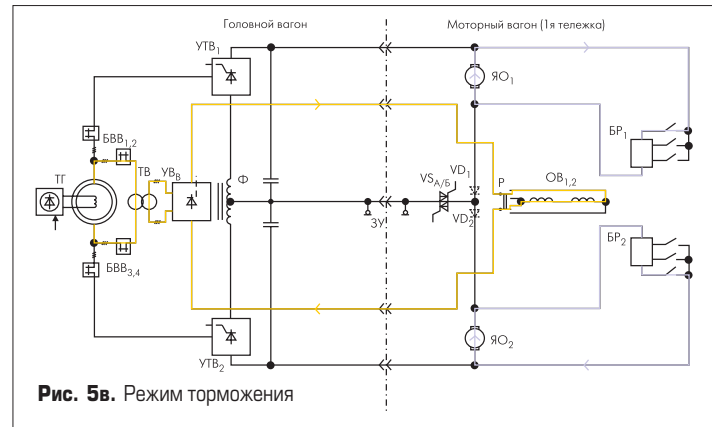 Головной вагон
Моторный вагон (1я тележка)
УТВ1
ЯО1
БВВ1,2
БР1
ТГ
ТВ
УВВ
Ф
VSА/Б
VD1
Р
ОВ1,2
ЗУ
VD2
БР2
БВВ3,4
ЯО2
УТВ2
Рис. 5в. Режим торможения